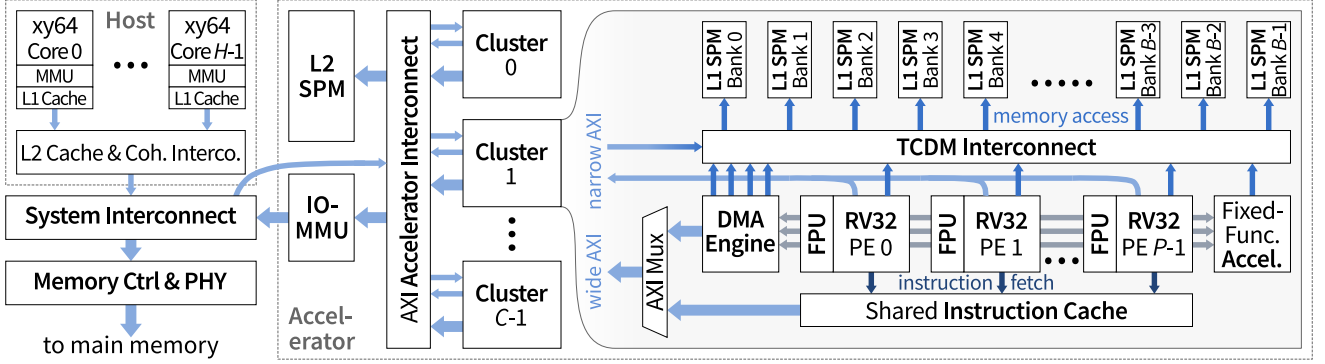 Host
xy64
Core 0
MMU
L1 Cache
•••
xy64
Core H-1
MMU
L1 Cache
L2 Cache & Coh. Interco.
System Interconnect
Memory Ctrl & PHY
to main memory
L2
SPM
IO-
MMU
Accel-
erator
AXI Accelerator Interconnect
Cluster
0
Cluster
1
•••
Cluster
C-1
narrow AXI
wide AXI
L1 SPM
Bank 0
L1 SPM
Bank 1
L1 SPM
Bank 2
L1 SPM
Bank 3
L1 SPM
Bank 4
•••••
L1 SPM
Bank B-3
L1 SPM
Bank B-2
L1 SPM
Bank B-1
memory access
TCDM Interconnect
AXI Mux
DMA
Engine
FPU
RV32
PE 0
FPU
RV32
PE 1
•••
FPU
RV32
PE P-1
Fixed-
Func.
Accel.
instruction fetch
Shared Instruction Cache